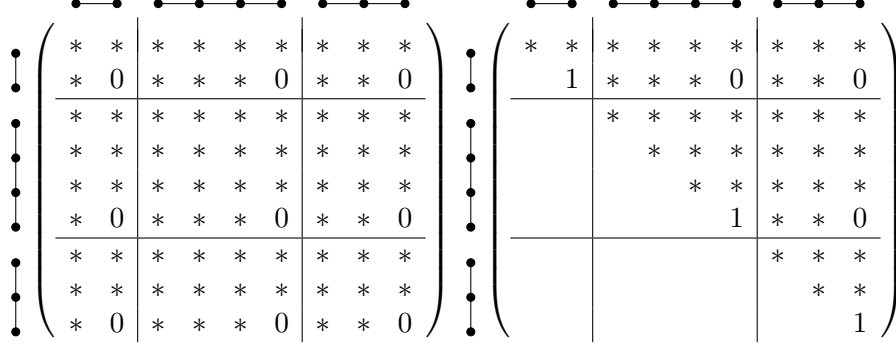 * * * * * * * * * * * * * * * * * *
* 0 * * * 0 * * 0 1 * * * 0 * * 0
* * * * * * * * * * * * * * * *
* * * * * * * * * * * * * * *
* * * * * * * * * * * * * *
* 0 * * * 0 * * 0 1 * * 0
* * * * * * * * * * * *
* * * * * * * * * * *
* 0 * * * 0 * * 0 1